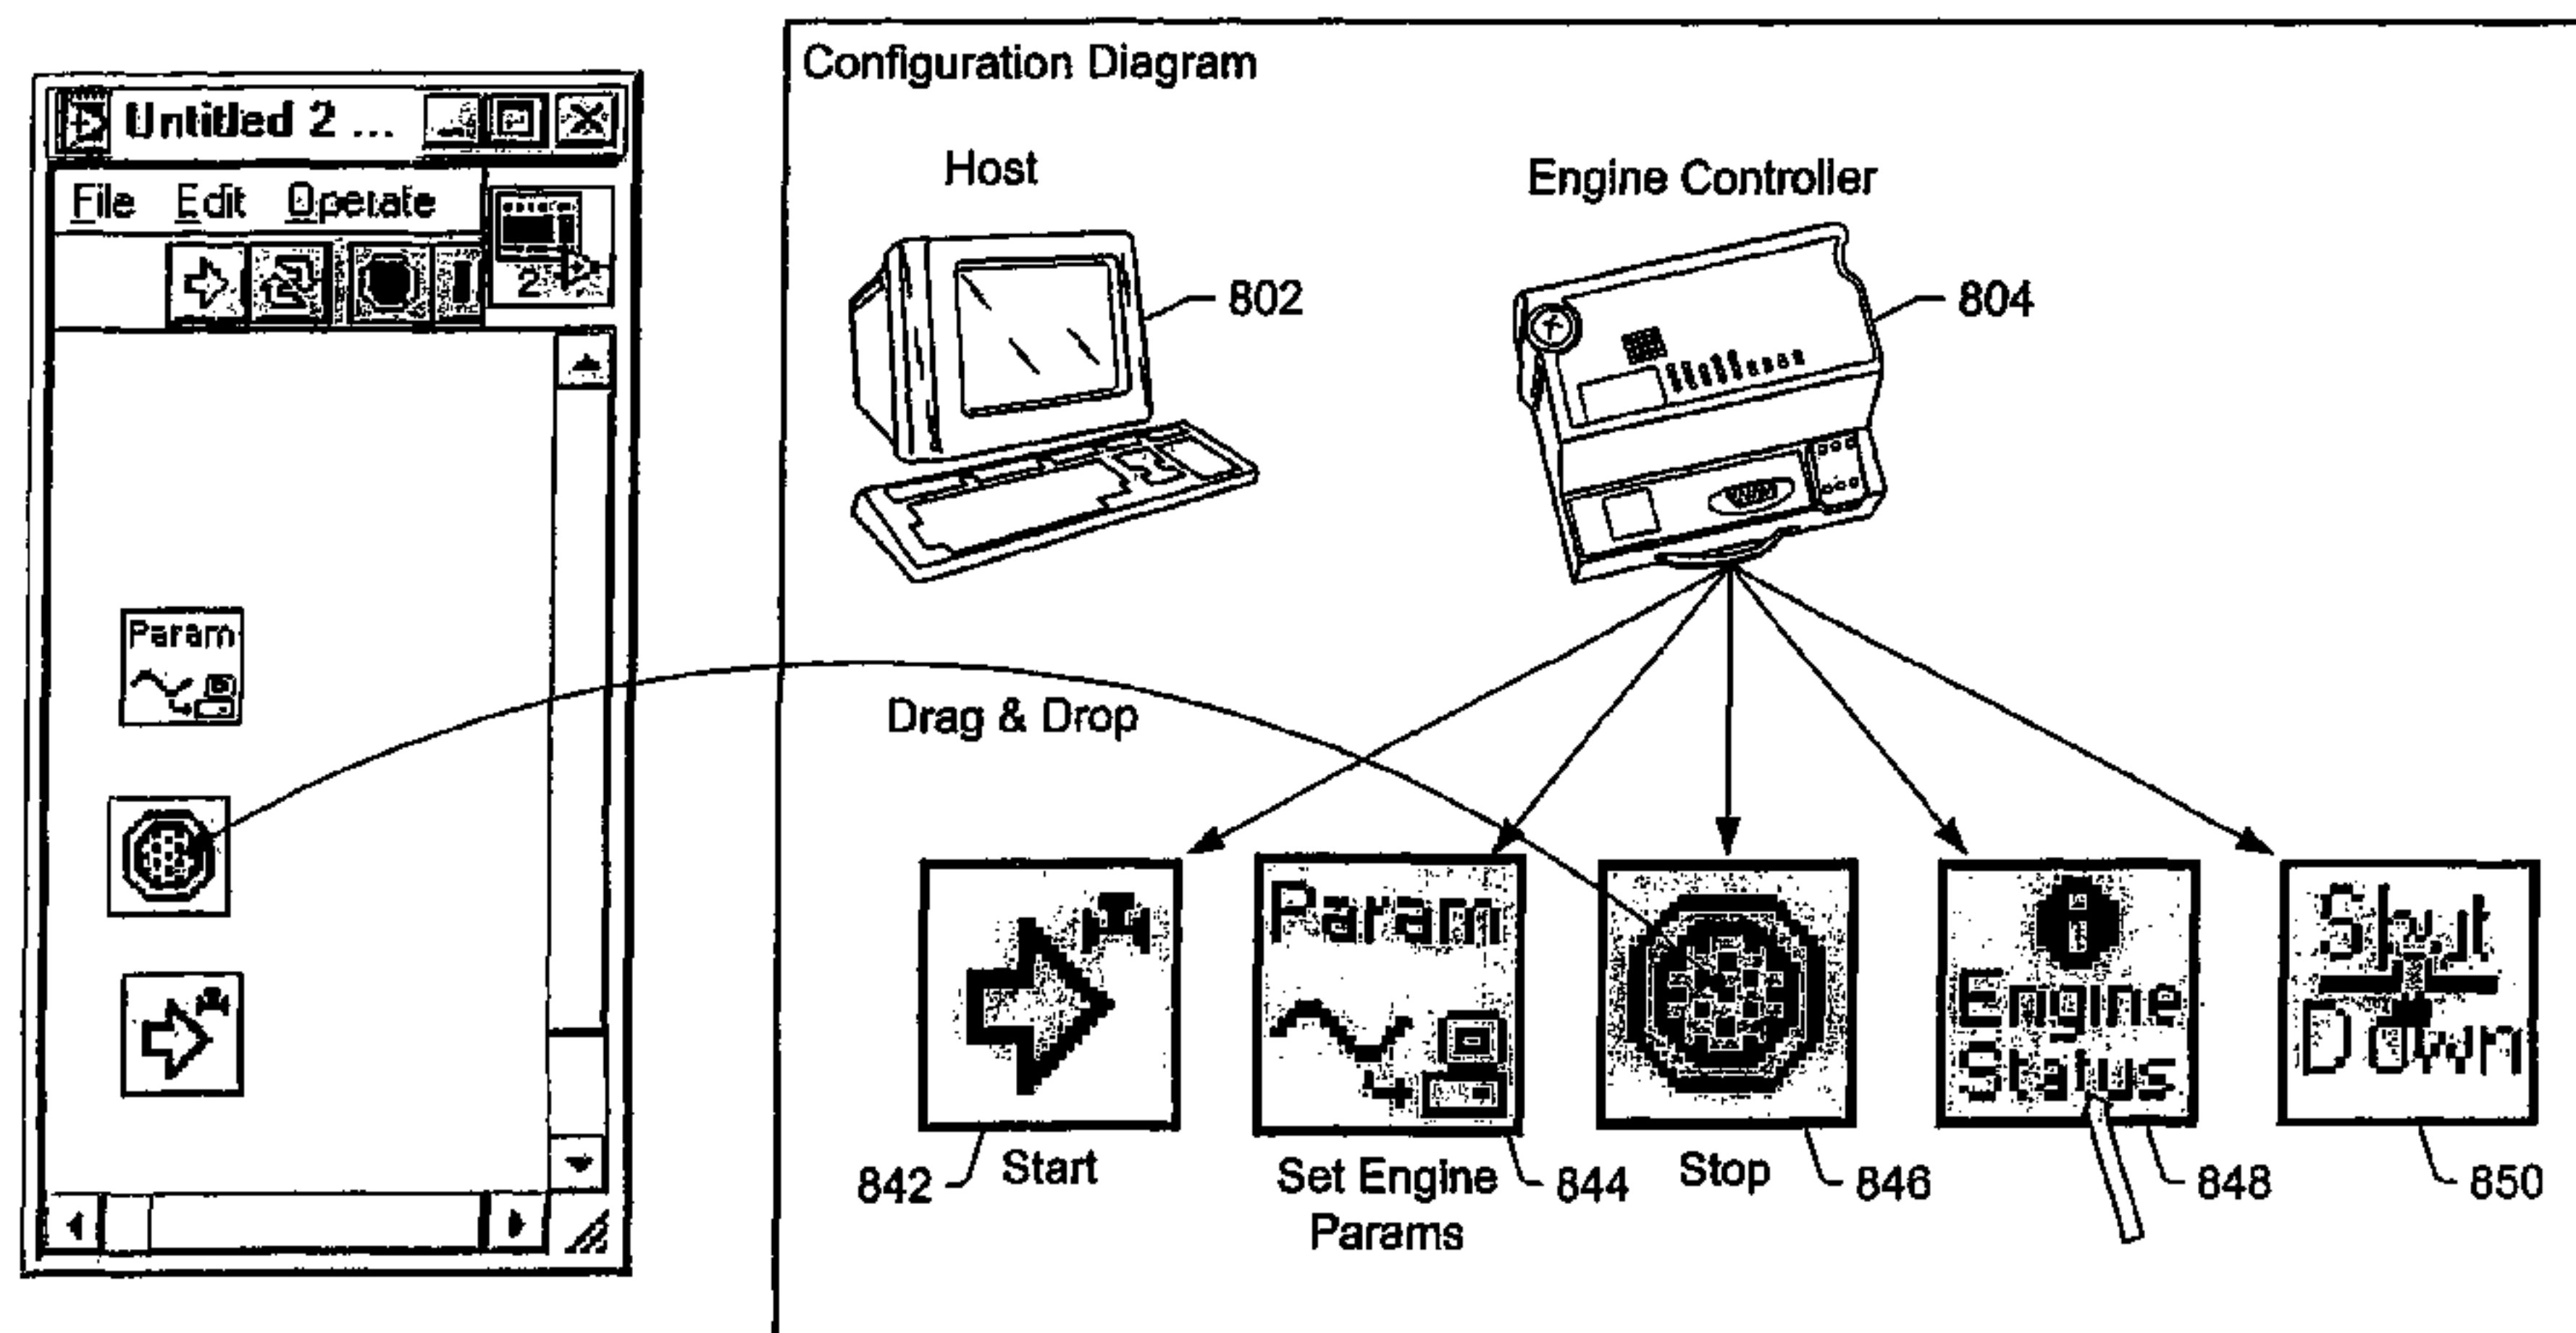 Untitled 2 ...
File Edit Operate
2
Param
Configuration Diagram
Host
Engine Controller
802
804
Drag & Drop
Param
Engine
Status
Shut
Down
842
Start
Set Engine
Params
844
Stop
846
848
850